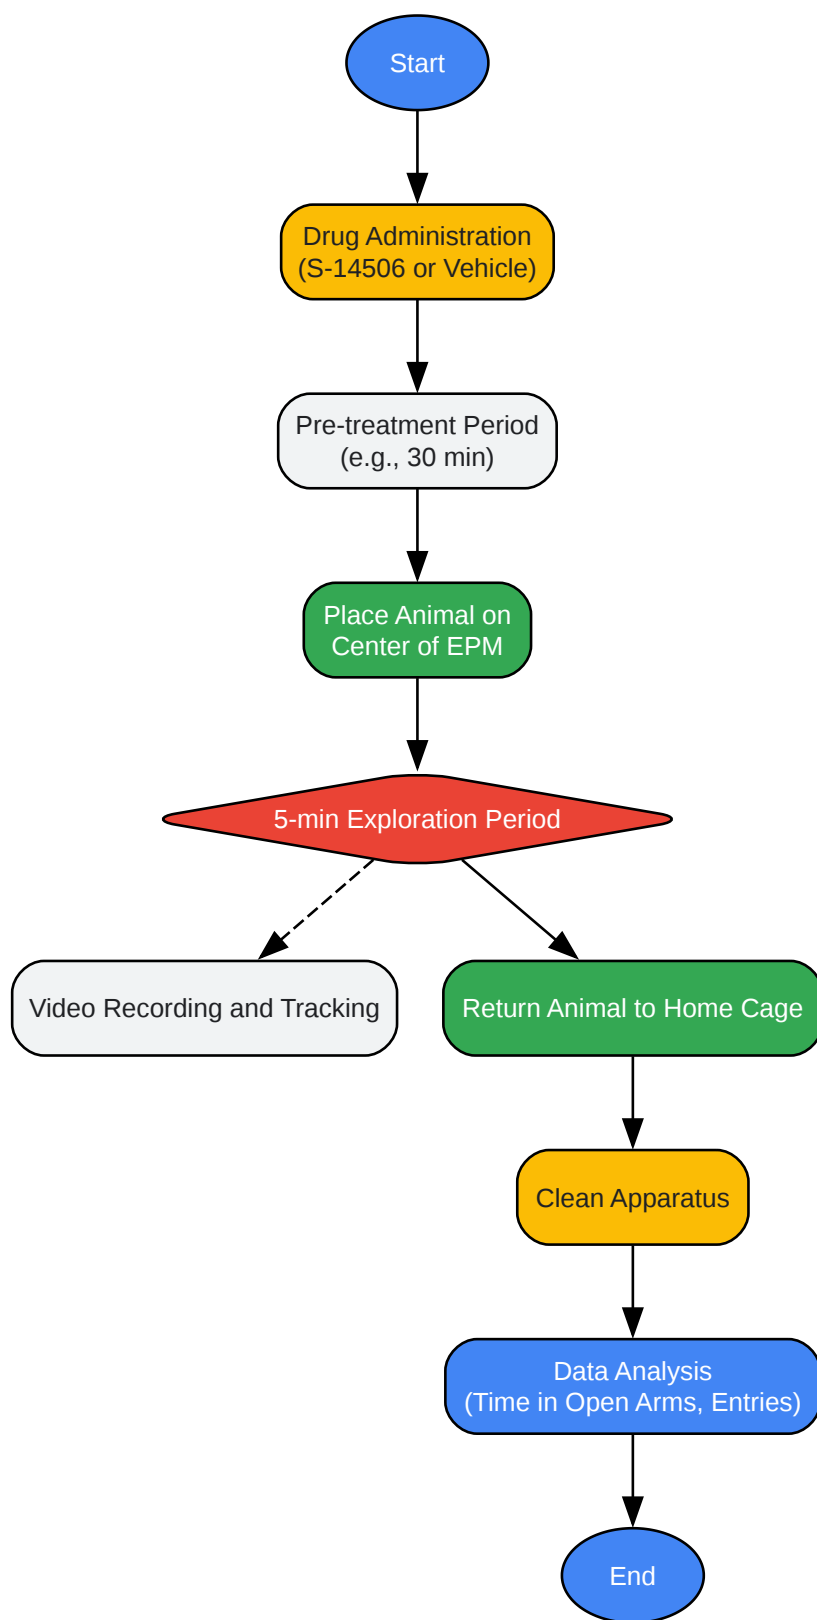 Start
Drug Administration
(S-14506 or Vehicle)
Pre-treatment Period
(e.g., 30 min)
Place Animal on
Center of EPM
5-min Exploration Period
Video Recording and Tracking
Return Animal to Home Cage
Clean Apparatus
Data Analysis
(Time in Open Arms, Entries)
End